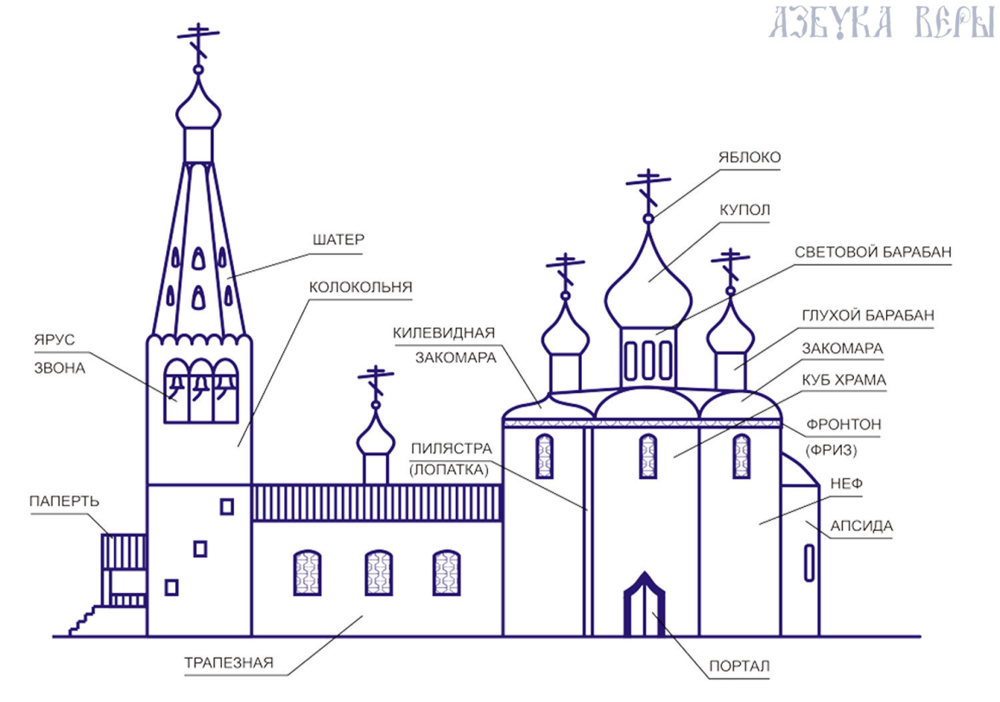 АЗБУКА ВЕРЫ
ЯБЛОКО
КУПОЛ
ШАТЕР
СВЕТОВОЙ БАРАБАН
КОЛОКОЛЬНЯ
ГЛУХОЙ БАРАБАН
ЯРУС
ЗВОНА
КИЛЕВИДНАЯ
ЗАКОМАРА
ЗАКОМАРА
КУБ ХРАМА
ФРОНТОН
(ФРИЗ)
ПИЛЯСТРА
(ЛОПАТКА)
НЕФ
ПАПЕРТЬ
АПСИДА
ТРАПЕЗНАЯ
ПОРТАЛ